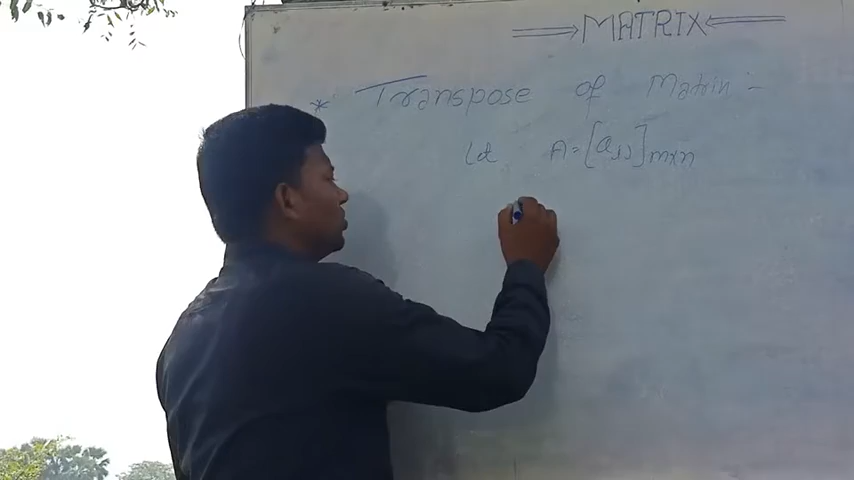 ⟹ MATRIX ⟸
* Transpose of Matrix :-
Let A = [aij]m×n